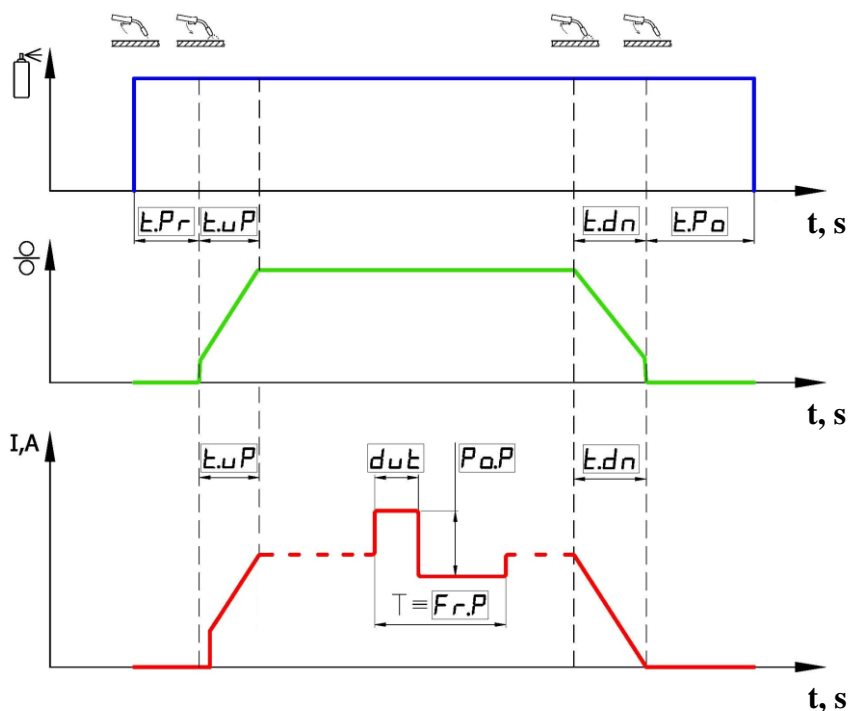 t.Pr t.uP t.dn t.Po
t, s
t, s
I,A
t.uP dut Po.P t.dn
T ≡ Fr.P
t, s